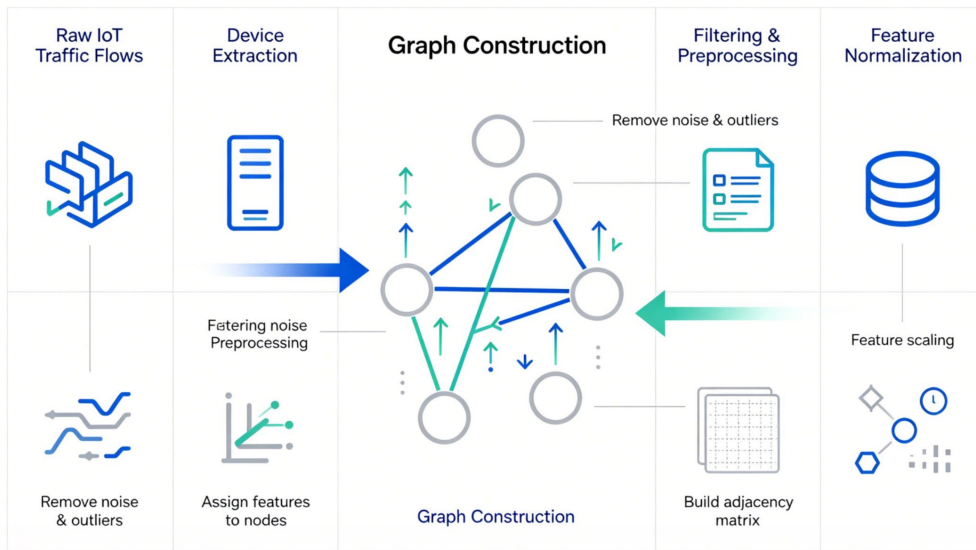 Raw IoT
Traffic Flows
Device
Extraction
Graph Construction
Filtering &
Preprocessing
Feature
Normalization
Remove noise & outliers
noise
Preprocessing
Feature scaling
Remove noise
& outliers
Assign features
to nodes
Graph Construction
Build adjacency
matrix